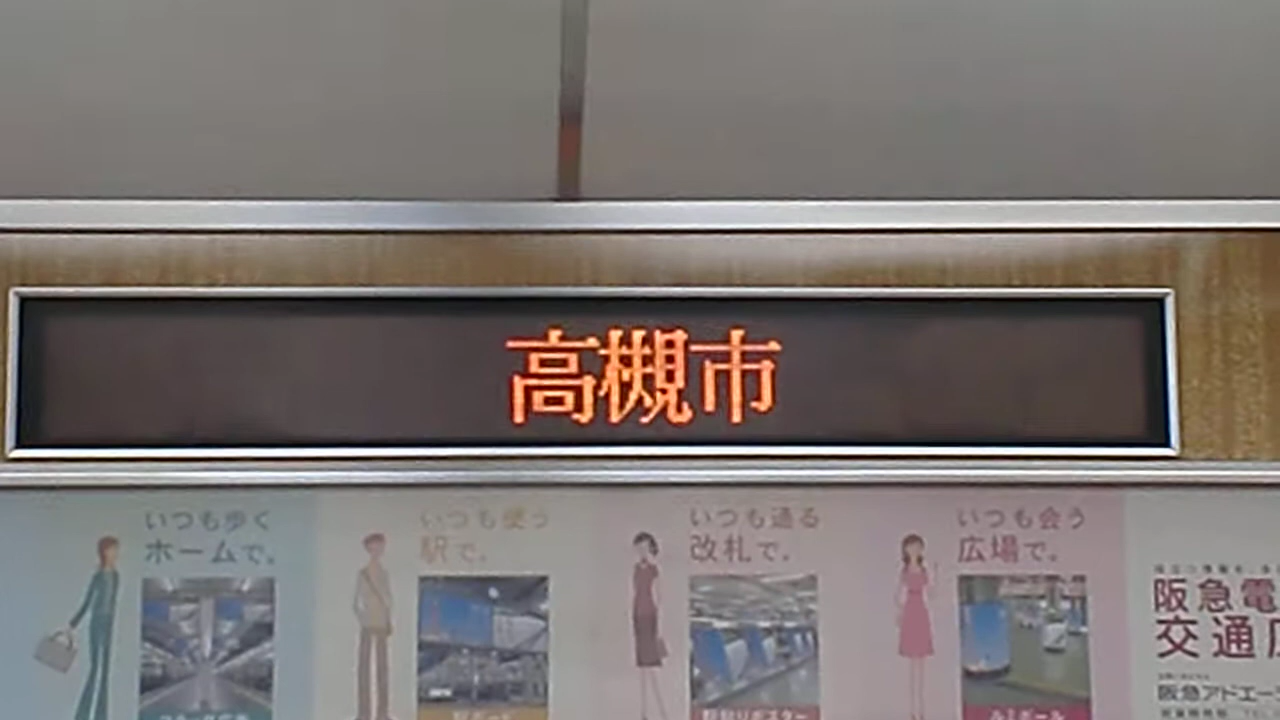 高槻市
いつも歩く
ホームで。
いつも使う
駅で。
いつも通る
改札で。
いつも会う
広場で。
阪急電
交通
阪急アドエー